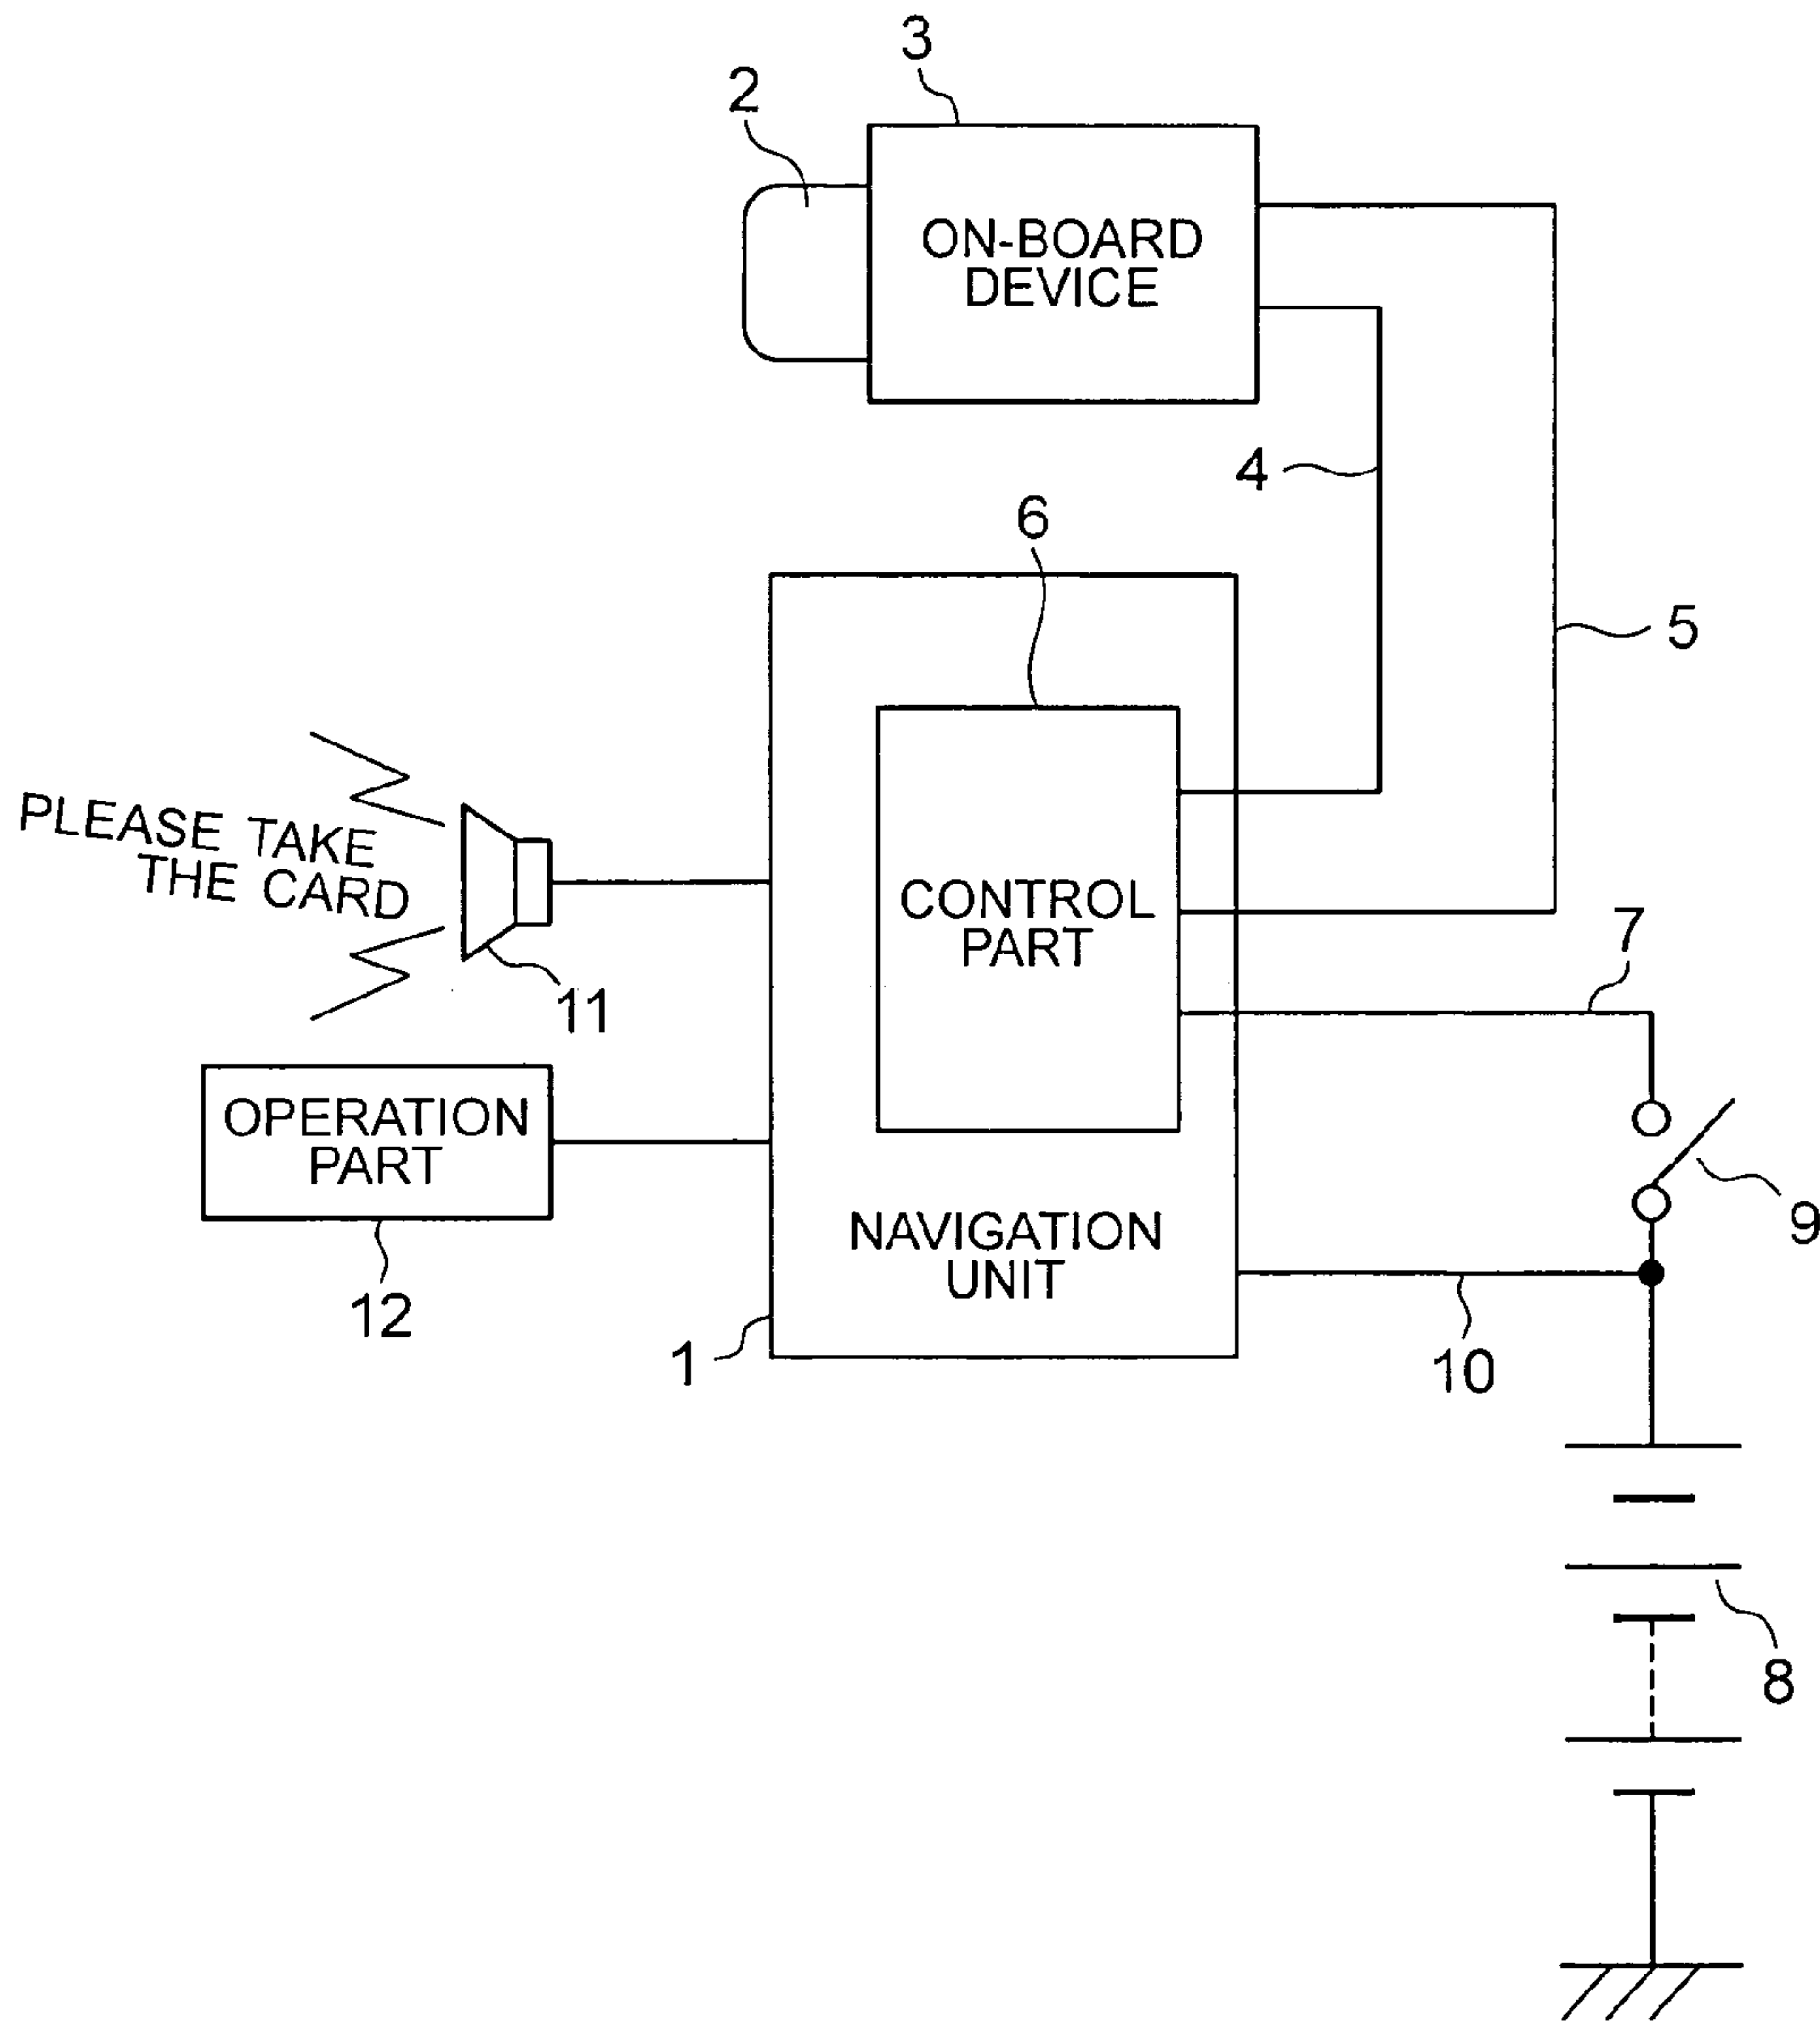 3
2
ON-BOARD
DEVICE
4
6
5
PLEASE TAKE
THE CARD
CONTROL
PART
7
11
OPERATION
PART
9
NAVIGATION
UNIT
12
1
10
8